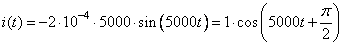 i(t) = −2·10⁻⁴·5000·sin(5000t) = 1·cos(5000t + π/2)